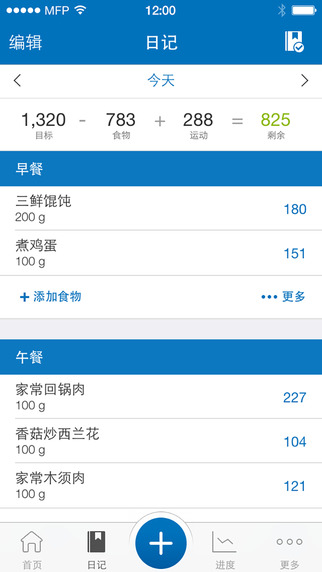 MFP 12:00
编辑 日记
今天
1,320 - 783 + 288 = 825
目标 食物 运动 剩余
早餐
三鲜馄饨
200 g 180
煮鸡蛋
100 g 151
+ 添加食物 ••• 更多
午餐
家常回锅肉
100 g 227
香菇炒西兰花
100 g 104
家常木须肉
100 g 121
首页 日记 进度 更多